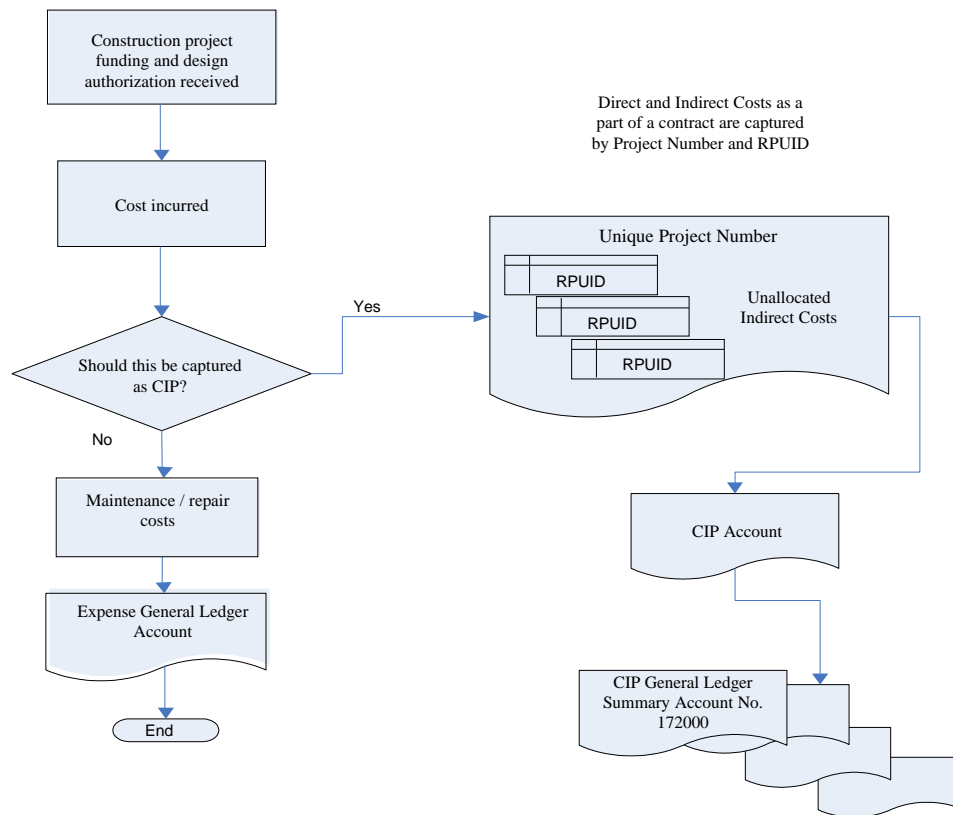 Construction project
funding and design
authorization received
Direct and Indirect Costs as a
part of a contract are captured
by Project Number and RPUID
Cost incurred
Unique Project Number
RPUID
RPUID
RPUID
Unallocated
Indirect Costs
Yes
Should this be captured
as CIP?
No
Maintenance / repair
costs
CIP Account
Expense General Ledger
Account
End
CIP General Ledger
Summary Account No.
172000